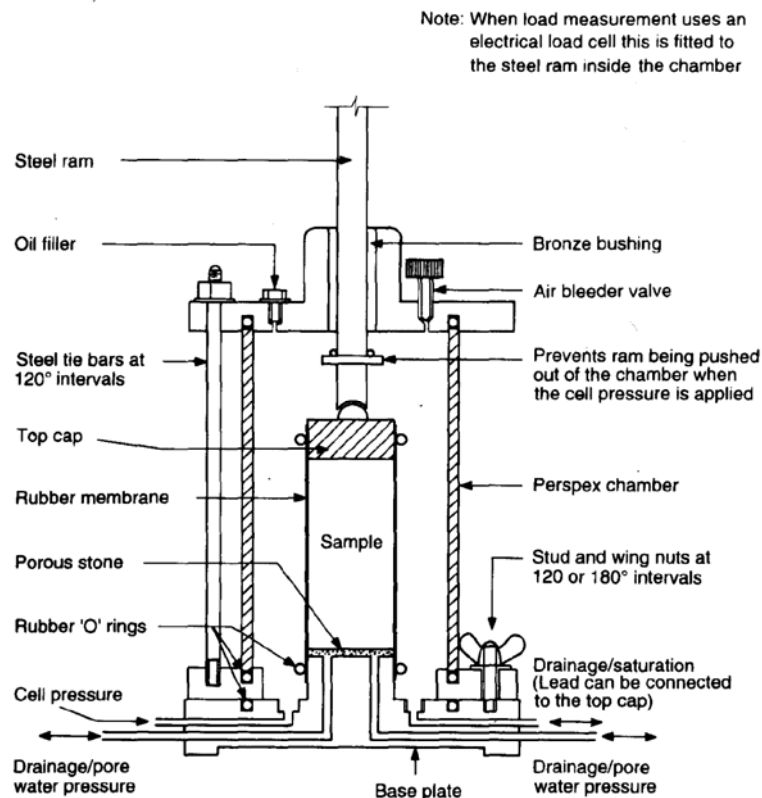 Note: When load measurement uses an
electrical load cell this is fitted to
the steel ram inside the chamber
Steel ram
Oil filler
Bronze bushing
Air bleeder valve
Steel tie bars at
120° intervals
Prevents ram being pushed
out of the chamber when
the cell pressure is applied
Top cap
Rubber membrane
Perspex chamber
Sample
Porous stone
Stud and wing nuts at
120 or 180° intervals
Rubber 'O' rings
Drainage/saturation
(Lead can be connected
to the top cap)
Cell pressure
Drainage/pore
water pressure
Base plate
Drainage/pore
water pressure